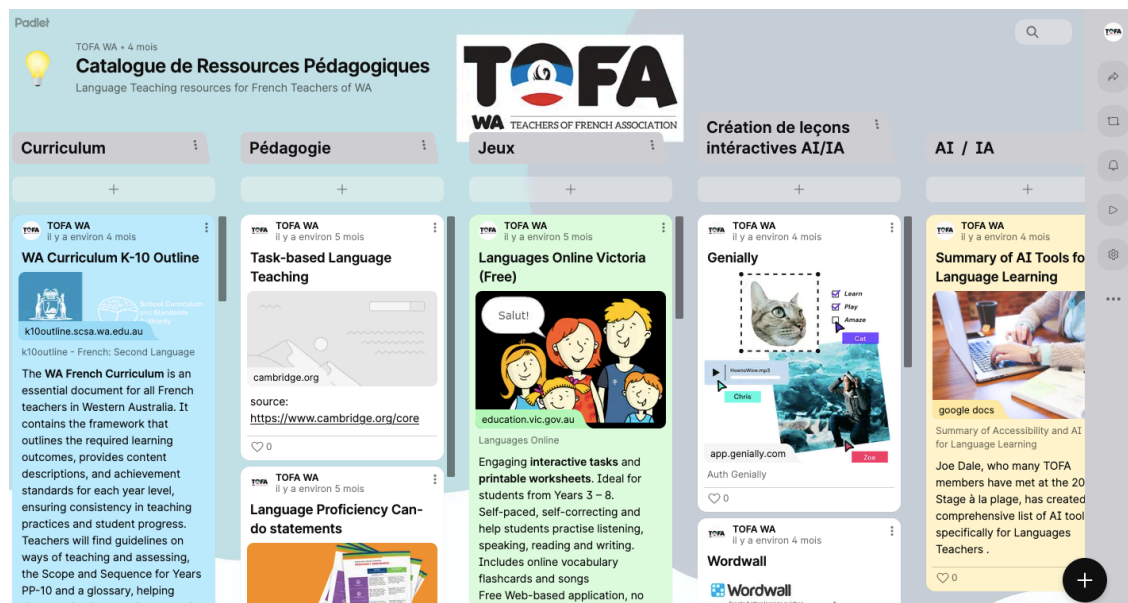 Padlet
TOFA WA • 4 mois
Catalogue de Ressources Pédagogiques
Language Teaching resources for French Teachers of WA
TOFA
WA TEACHERS OF FRENCH ASSOCIATION
Curriculum
TOFA WA
il y a environ 4 mois
WA Curriculum K-10 Outline
School Curriculum
and Standards
Authority
k10outline.scsa.wa.edu.au
k10outline - French: Second Language
The WA French Curriculum is an
essential document for all French
teachers in Western Australia. It
contains the framework that
outlines the required learning
outcomes, provides content
descriptions, and achievement
standards for each year level,
ensuring consistency in teaching
practices and student progress.
Teachers will find guidelines on
ways of teaching and assessing,
the Scope and Sequence for Years
PP-10 and a glossary, helping
Pédagogie
TOFA WA
il y a environ 5 mois
Task-based Language
Teaching
cambridge.org
source:
https://www.cambridge.org/core
0
TOFA WA
il y a environ 5 mois
Language Proficiency Can-
do statements
Jeux
TOFA WA
il y a environ 5 mois
Languages Online Victoria
(Free)
Salut!
education.vic.gov.au
Languages Online
Engaging interactive tasks and
printable worksheets. Ideal for
students from Years 3 – 8.
Self-paced, self-correcting and
help students practise listening,
speaking, reading and writing.
Includes online vocabulary
flashcards and songs
Free Web-based application, no
Création de leçons
intéractives AI/IA
TOFA WA
il y a environ 4 mois
Genially
Learn
Play
Amaze
Cat
HownsWow.mp3
Chris
Zoe
app.genially.com
Auth Genially
0
TOFA WA
il y a environ 4 mois
Wordwall
Wordwall
AI / IA
TOFA WA
il y a environ 4 mois
Summary of AI Tools fo
Language Learning
google docs
Summary of Accessibility and AI
for Language Learning
Joe Dale, who many TOFA
members have met at the 20
Stage à la plage, has created
comprehensive list of AI tool
specifically for Languages
Teachers .
0